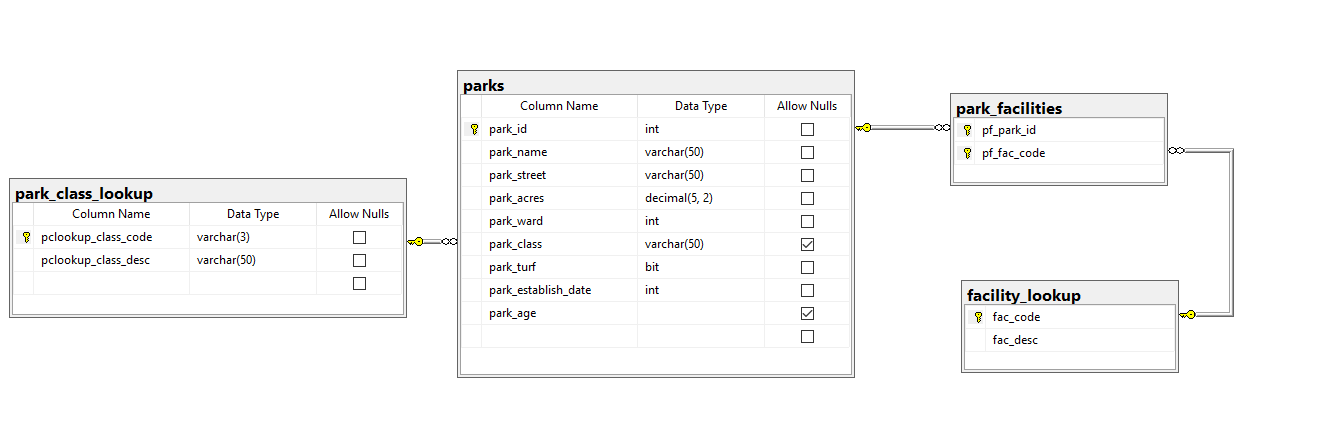 park_class_lookup
Column Name Data Type Allow Nulls
pclookup_class_code varchar(3)
pclookup_class_desc varchar(50)
parks
Column Name Data Type Allow Nulls
park_id int
park_name varchar(50)
park_street varchar(50)
park_acres decimal(5, 2)
park_ward int
park_class varchar(50)
park_turf bit
park_establish_date int
park_age
park_facilities
pf_park_id
pf_fac_code
facility_lookup
fac_code
fac_desc